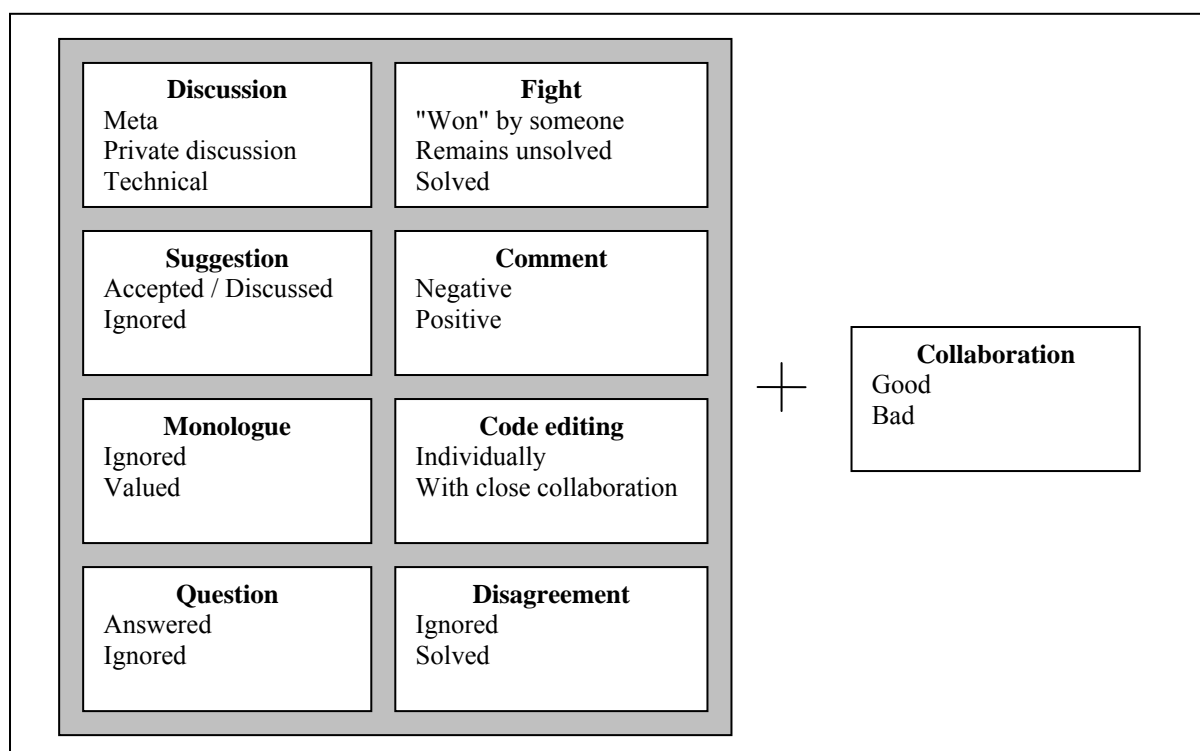 Discussion
Meta
Private discussion
Technical
Fight
"Won" by someone
Remains unsolved
Solved
Suggestion
Accepted / Discussed
Ignored
Comment
Negative
Positive
Monologue
Ignored
Valued
Code editing
Individually
With close collaboration
Question
Answered
Ignored
Disagreement
Ignored
Solved
Collaboration
Good
Bad